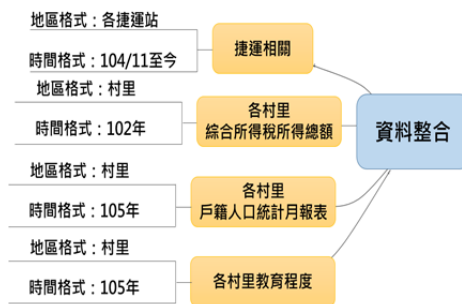 地區格式：各捷運站
時間格式：104/11至今
捷運相關
地區格式：村里
時間格式：102年
各村里
綜合所得稅所得總額
資料整合
地區格式：村里
時間格式：105年
各村里
戶籍人口統計月報表
地區格式：村里
時間格式：105年
各村里教育程度